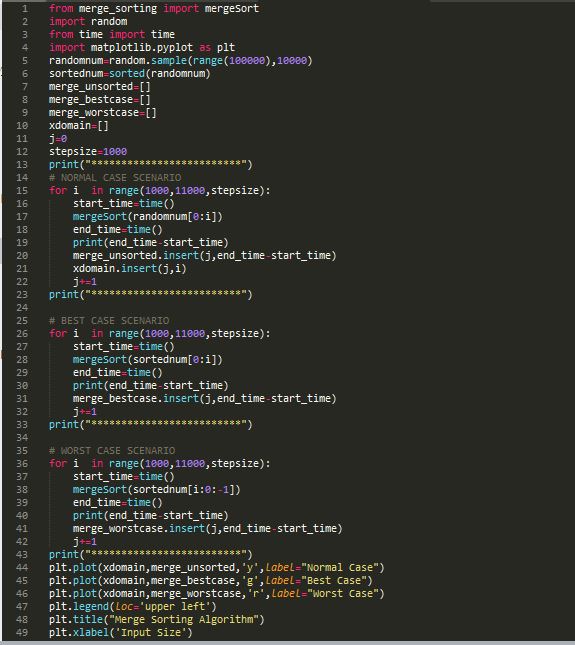 1 from merge_sorting import mergeSort
2 import random
3 from time import time
4 import matplotlib.pyplot as plt
5 randomnum=random.sample(range(100000),10000)
6 sortednum=sorted(randomnum)
7 merge_unsorted=[]
8 merge_bestcase=[]
9 merge_worstcase=[]
10 xdomain=[]
11 j=0
12 stepsize=1000
13 print("*************************")
14 # NORMAL CASE SCENARIO
15 for i  in range(1000,11000,stepsize):
16     start_time=time()
17     mergeSort(randomnum[0:i])
18     end_time=time()
19     print(end_time-start_time)
20     merge_unsorted.insert(j,end_time-start_time)
21     xdomain.insert(j,i)
22     j+=1
23 print("*************************")
24
25 # BEST CASE SCENARIO
26 for i  in range(1000,11000,stepsize):
27     start_time=time()
28     mergeSort(sortednum[0:i])
29     end_time=time()
30     print(end_time-start_time)
31     merge_bestcase.insert(j,end_time-start_time)
32     j+=1
33 print("*************************")
34
35 # WORST CASE SCENARIO
36 for i  in range(1000,11000,stepsize):
37     start_time=time()
38     mergeSort(sortednum[i:0:-1])
39     end_time=time()
40     print(end_time-start_time)
41     merge_worstcase.insert(j,end_time-start_time)
42     j+=1
43 print("*************************")
44 plt.plot(xdomain,merge_unsorted,'y',label="Normal Case")
45 plt.plot(xdomain,merge_bestcase,'g',label="Best Case")
46 plt.plot(xdomain,merge_worstcase,'r',label="Worst Case")
47 plt.legend(loc='upper left')
48 plt.title("Merge Sorting Algorithm")
49 plt.xlabel('Input Size')